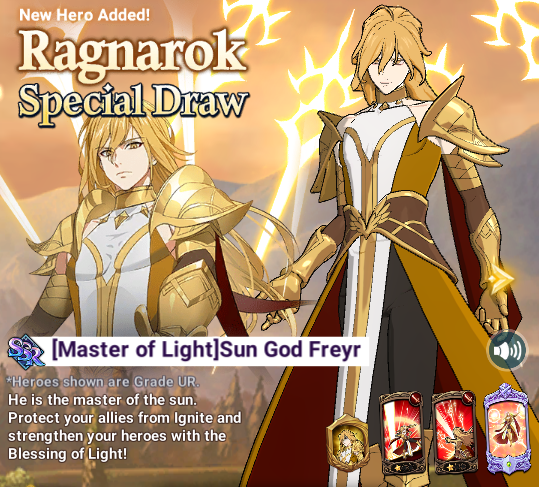 New Hero Added!
Ragnarok
Special Draw
SSR [Master of Light]Sun God Freyr
*Heroes shown are Grade UR.
He is the master of the sun.
Protect your allies from Ignite and
strengthen your heroes with the
Blessing of Light!